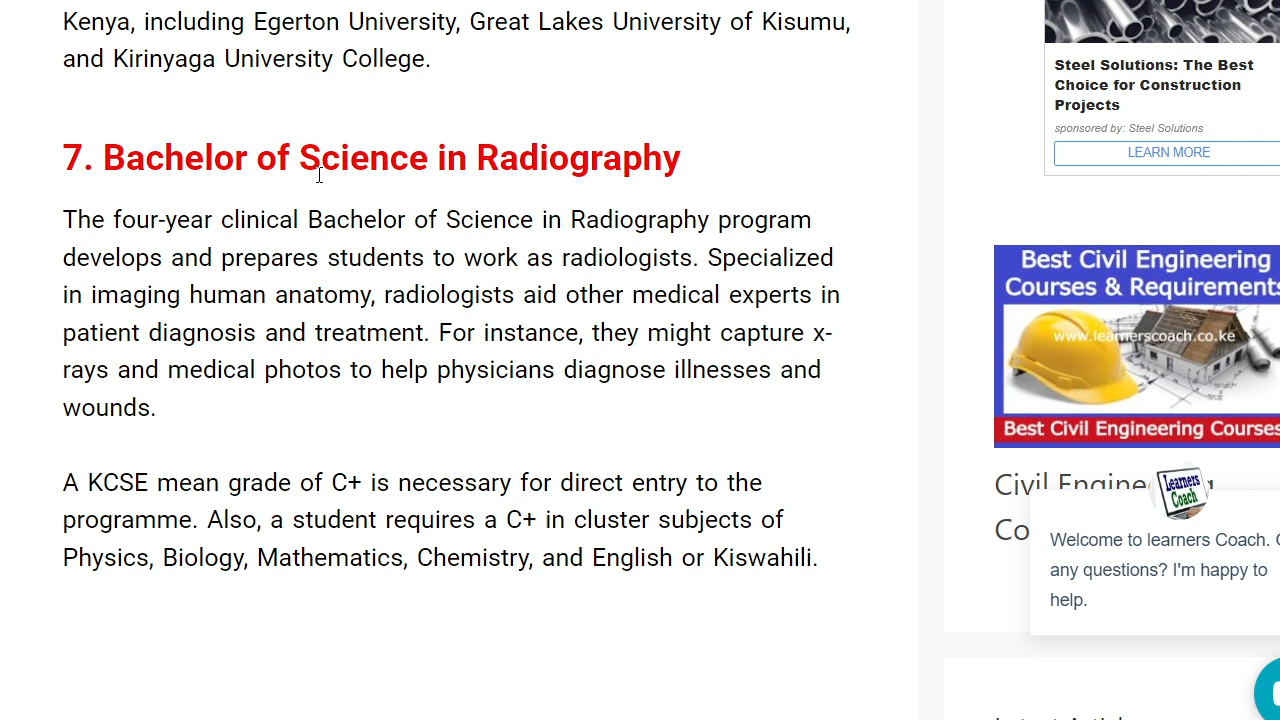 Kenya, including Egerton University, Great Lakes University of Kisumu,
and Kirinyaga University College.
7. Bachelor of Science in Radiography
The four-year clinical Bachelor of Science in Radiography program
develops and prepares students to work as radiologists. Specialized
in imaging human anatomy, radiologists aid other medical experts in
patient diagnosis and treatment. For instance, they might capture x-
rays and medical photos to help physicians diagnose illnesses and
wounds.
A KCSE mean grade of C+ is necessary for direct entry to the
programme. Also, a student requires a C+ in cluster subjects of
Physics, Biology, Mathematics, Chemistry, and English or Kiswahili.
Steel Solutions: The Best
Choice for Construction
Projects
sponsored by: Steel Solutions
LEARN MORE
Best Civil Engineering
Courses & Requirements
www.learnerscoach.co.ke
Best Civil Engineering Courses
Civil
Learners
Coach
Welcome to learners Coach.
any questions? I'm happy to
help.